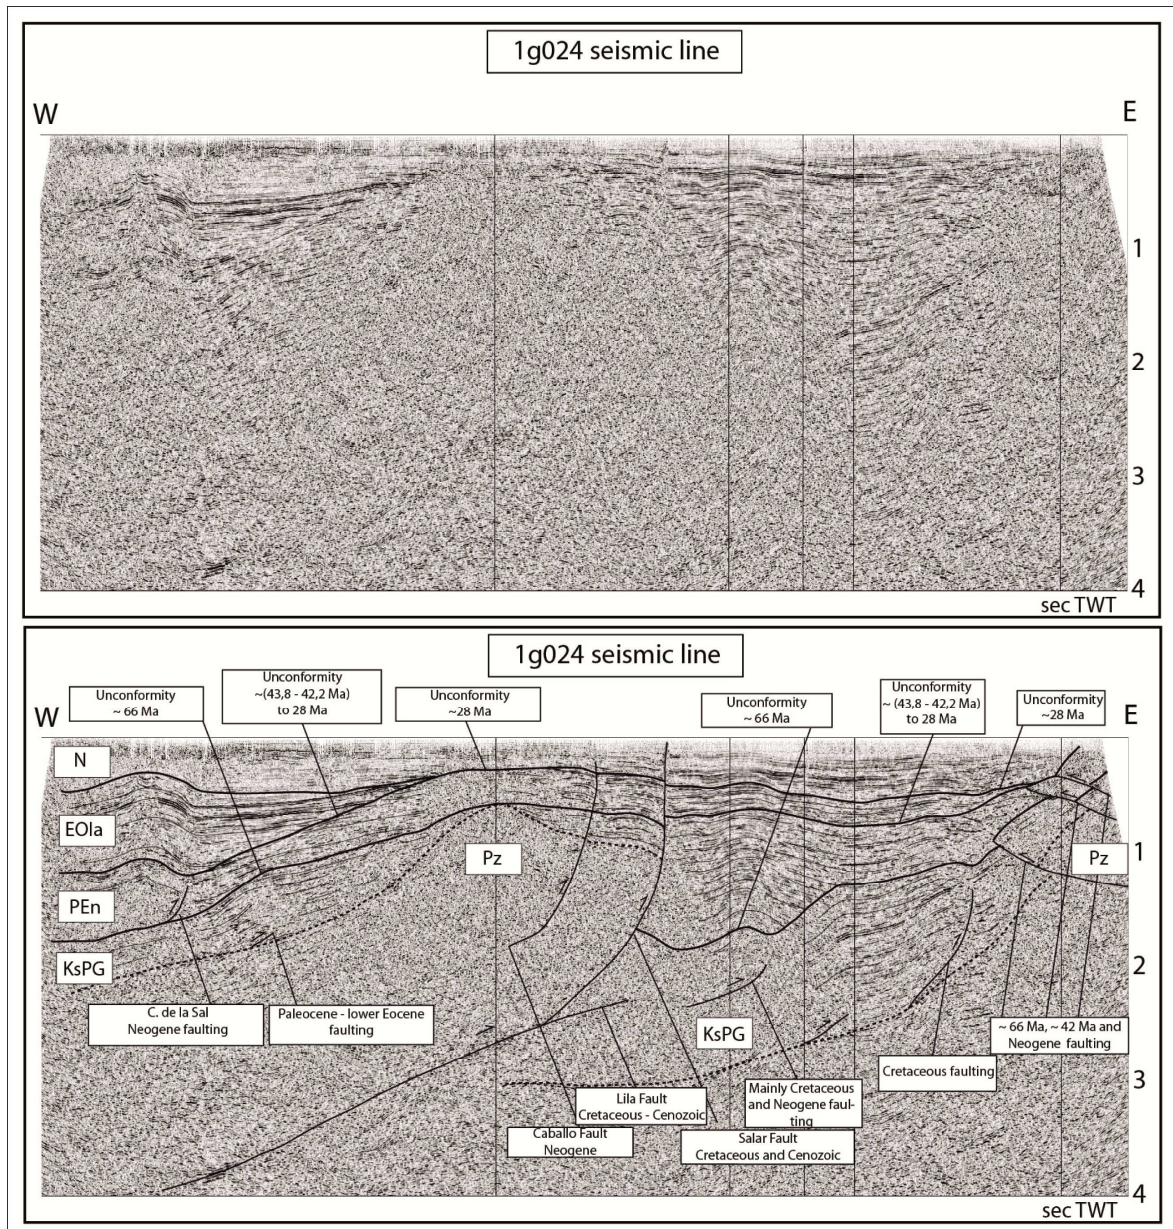 1g024 seismic line
W
E
1
2
3
4
sec TWT
1g024 seismic line
Unconformity
~ 66 Ma
Unconformity
~(43,8 - 42,2 Ma)
to 28 Ma
Unconformity
~28 Ma
Unconformity
~ 66 Ma
Unconformity
~ (43,8 - 42,2 Ma)
to 28 Ma
Unconformity
~28 Ma
W
E
N
EOla
PEn
KsPG
Pz
Pz
KsPG
1
2
3
4
C. de la Sal
Neogene faulting
Paleocene - lower Eocene
faulting
Lila Fault
Cretaceous - Cenozoic
Caballo Fault
Neogene
Mainly Cretaceous
and Neogene faul-
ting
Salar Fault
Cretaceous and Cenozoic
Cretaceous faulting
~ 66 Ma, ~ 42 Ma and
Neogene faulting
sec TWT